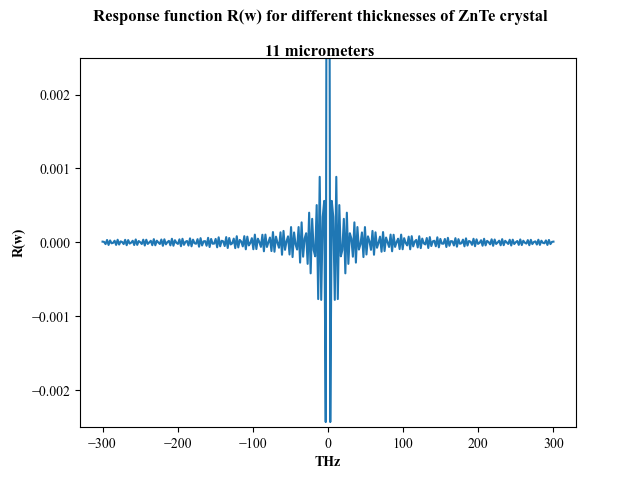 Response function R(w) for different thicknesses of ZnTe crystal
11 micrometers
0.002
0.001
0.000
−0.001
−0.002
R(w)
−300 −200 −100 0 100 200 300
THz